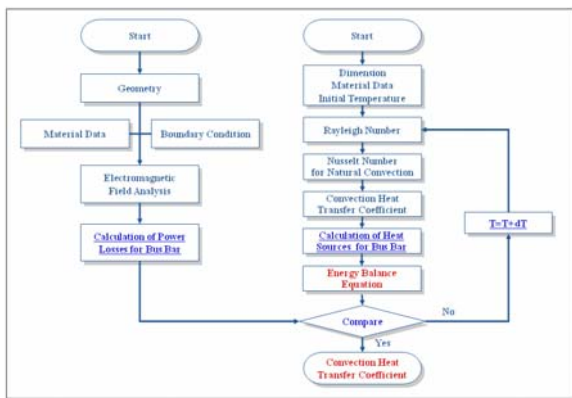 Start
Geometry
Material Data
Boundary Condition
Electromagnetic
Field Analysis
Calculation of Power
Losses for Bus Bar
Start
Dimension
Material Data
Initial Temperature
Rayleigh Number
Nusselt Number
for Natural Convection
Convection Heat
Transfer Coefficient
Calculation of Heat
Sources for Bus Bar
Energy Balance
Equation
Compare
No
T=T+dT
Yes
Convection Heat
Transfer Coefficient